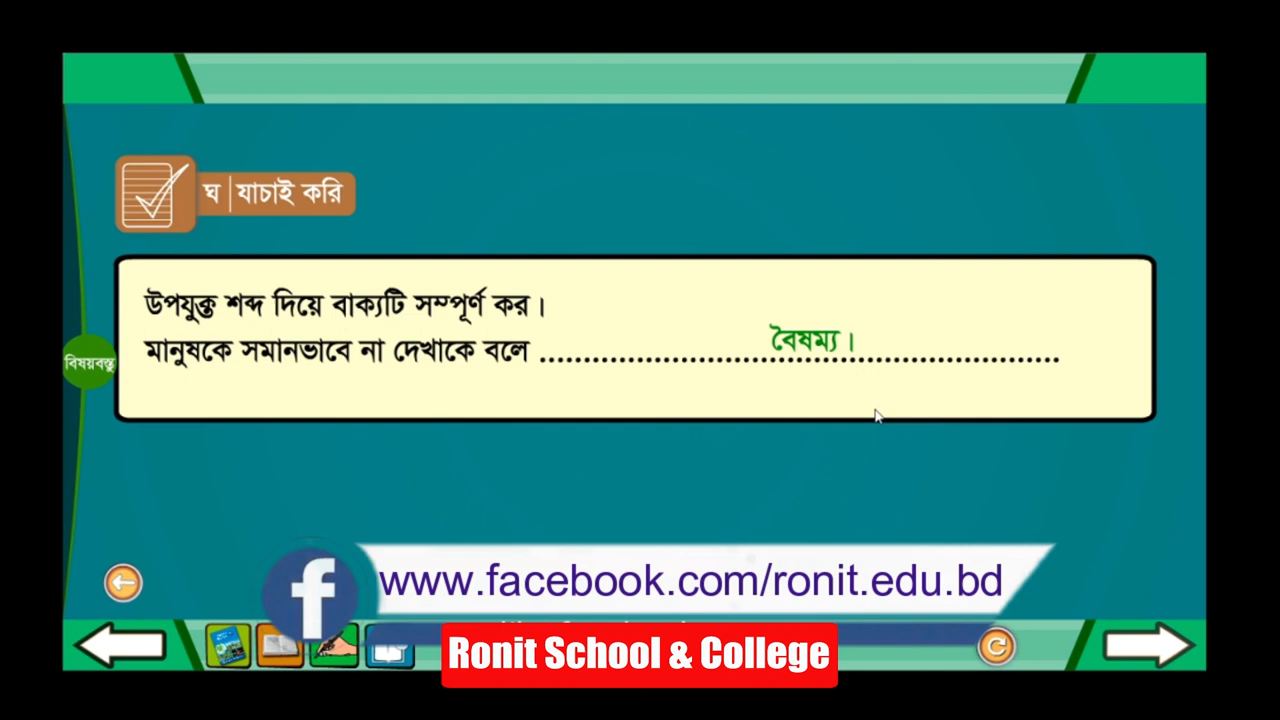 ঘ | যাচাই করি
উপযুক্ত শব্দ দিয়ে বাক্যটি সম্পূর্ণ কর।
মানুষকে সমানভাবে না দেখাকে বলে ............................................................ বৈষম্য।
বিষয়বস্তু
f www.facebook.com/ronit.edu.bd
Ronit School & College